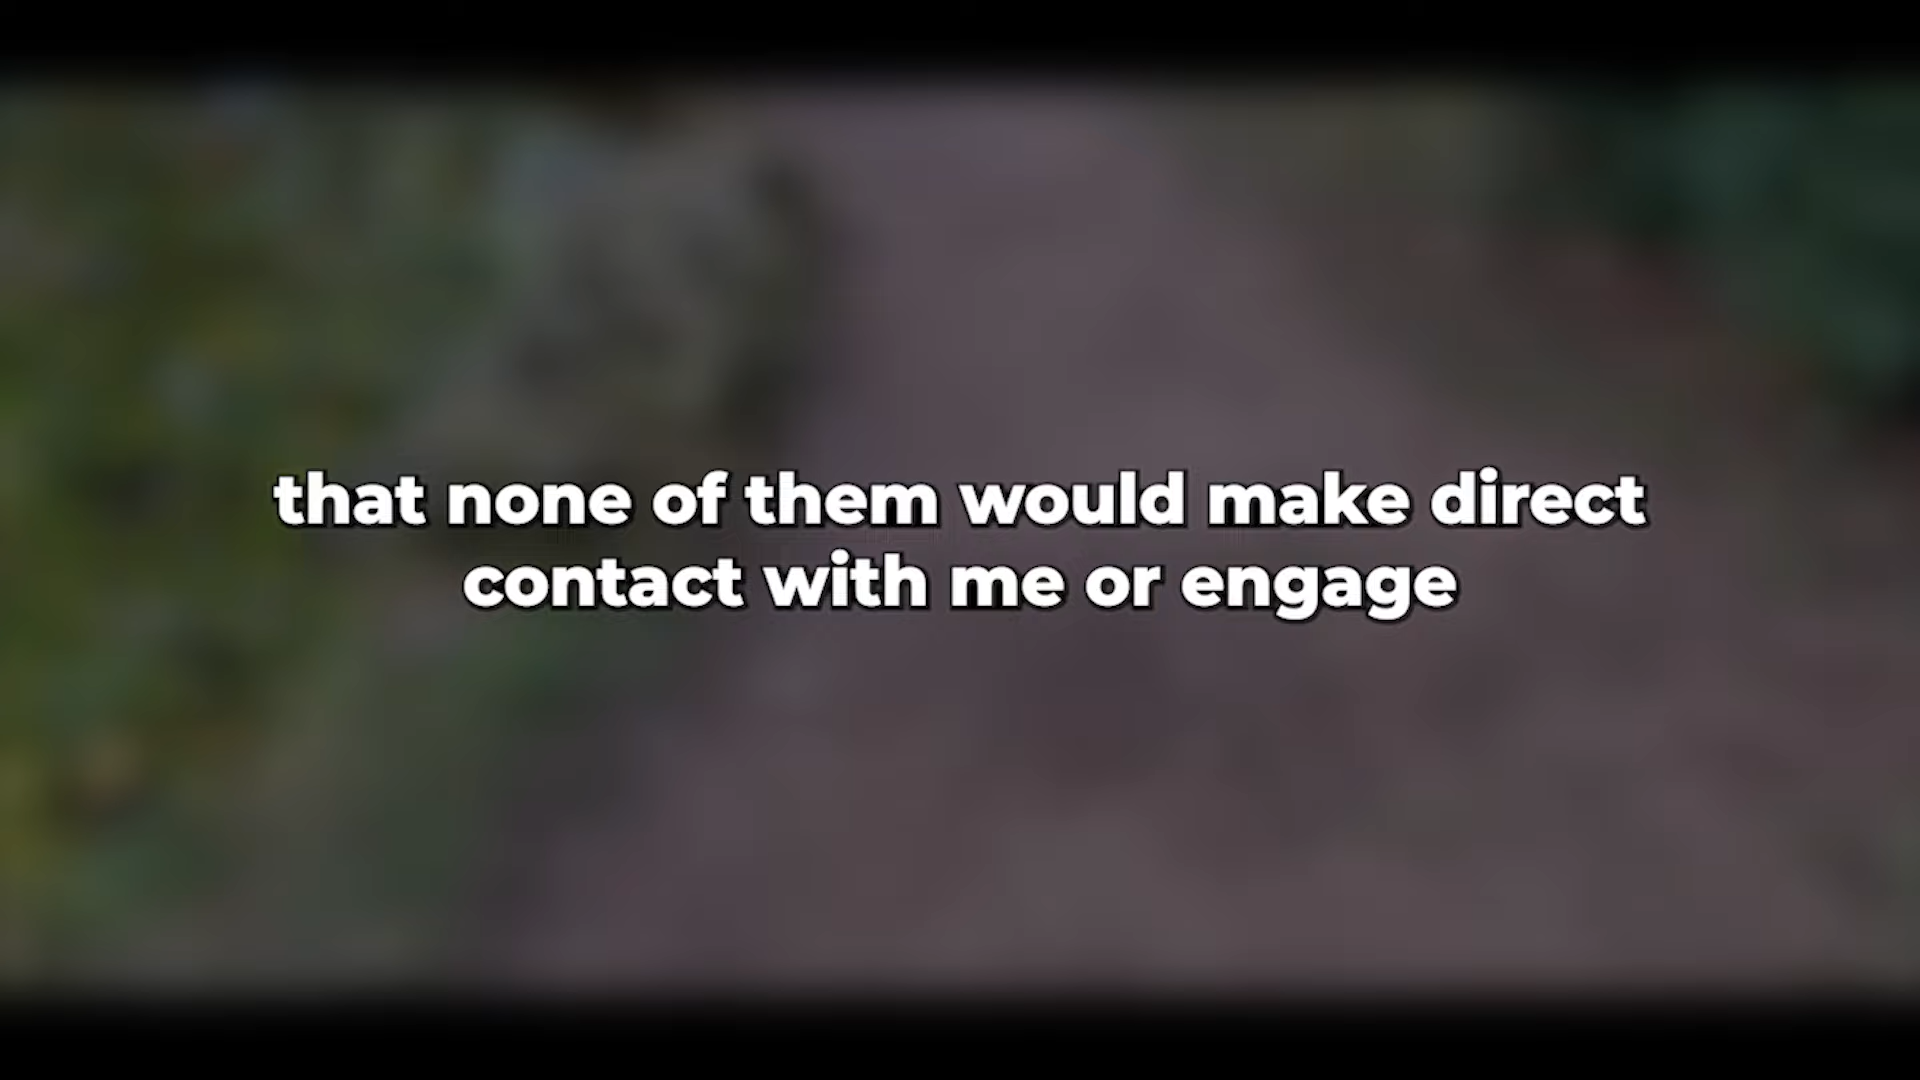 that none of them would make direct
contact with me or engage